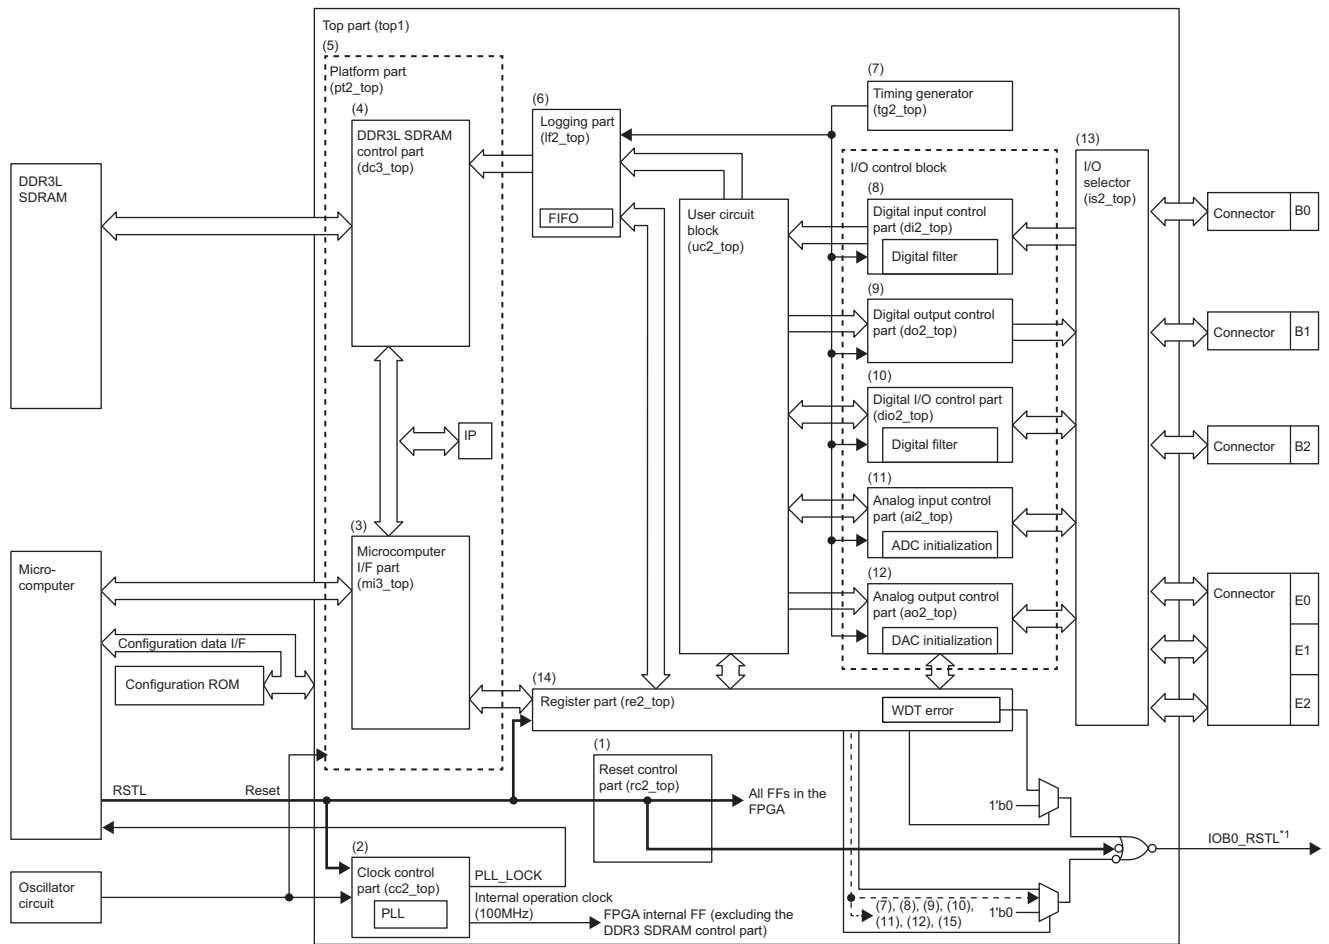 Top part (top1)
(5)
Platform part
(pt2_top)
(4)
DDR3L SDRAM
control part
(dc3_top)
(6)
Logging part
(lf2_top)
FIFO
(7)
Timing generator
(tg2_top)
I/O control block
(8)
Digital input control
part (di2_top)
Digital filter
(13)
I/O
selector
(is2_top)
DDR3L
SDRAM
User circuit
block
(uc2_top)
Connector B0
(9)
Digital output control
part (do2_top)
Connector B1
(10)
Digital I/O control part
(dio2_top)
Digital filter
IP
Connector B2
(11)
Analog input control
part (ai2_top)
ADC initialization
(3)
Microcomputer
I/F part
(mi3_top)
Micro-
computer
(12)
Analog output control
part (ao2_top)
DAC initialization
Connector E0
E1
E2
Configuration data I/F
Configuration ROM
(14)
Register part (re2_top)
WDT error
(1)
Reset control
part (rc2_top)
RSTL Reset
All FFs in the
FPGA
1'b0
IOB0_RSTL*1
(2)
Clock control
part (cc2_top)
PLL
PLL_LOCK
Oscillator
circuit
Internal operation clock
(100MHz)
FPGA internal FF (excluding the
DDR3 SDRAM control part)
(7), (8), (9), (10),
(11), (12), (15)
1'b0